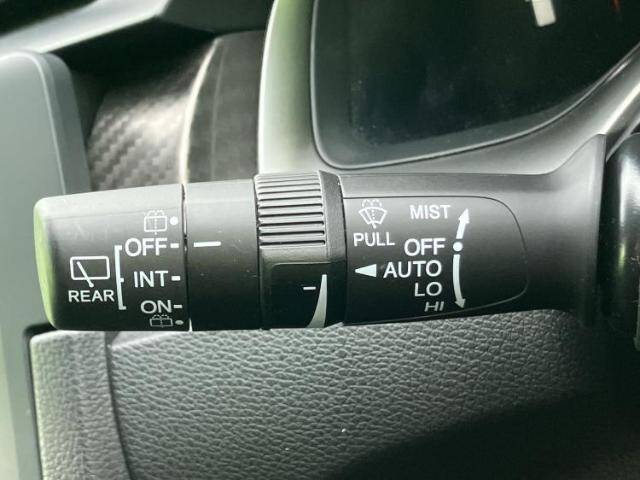 OFF
INT
REAR
ON
MIST
PULL
OFF
AUTO
LO
HI